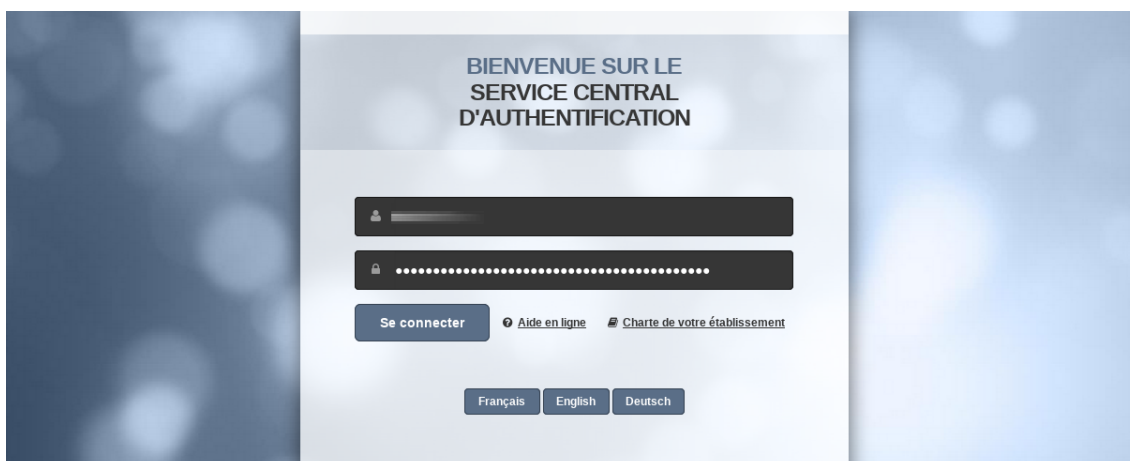 BIENVENUE SUR LE
SERVICE CENTRAL
D'AUTHENTIFICATION
Se connecter
Aide en ligne
Charte de votre établissement
Français
English
Deutsch